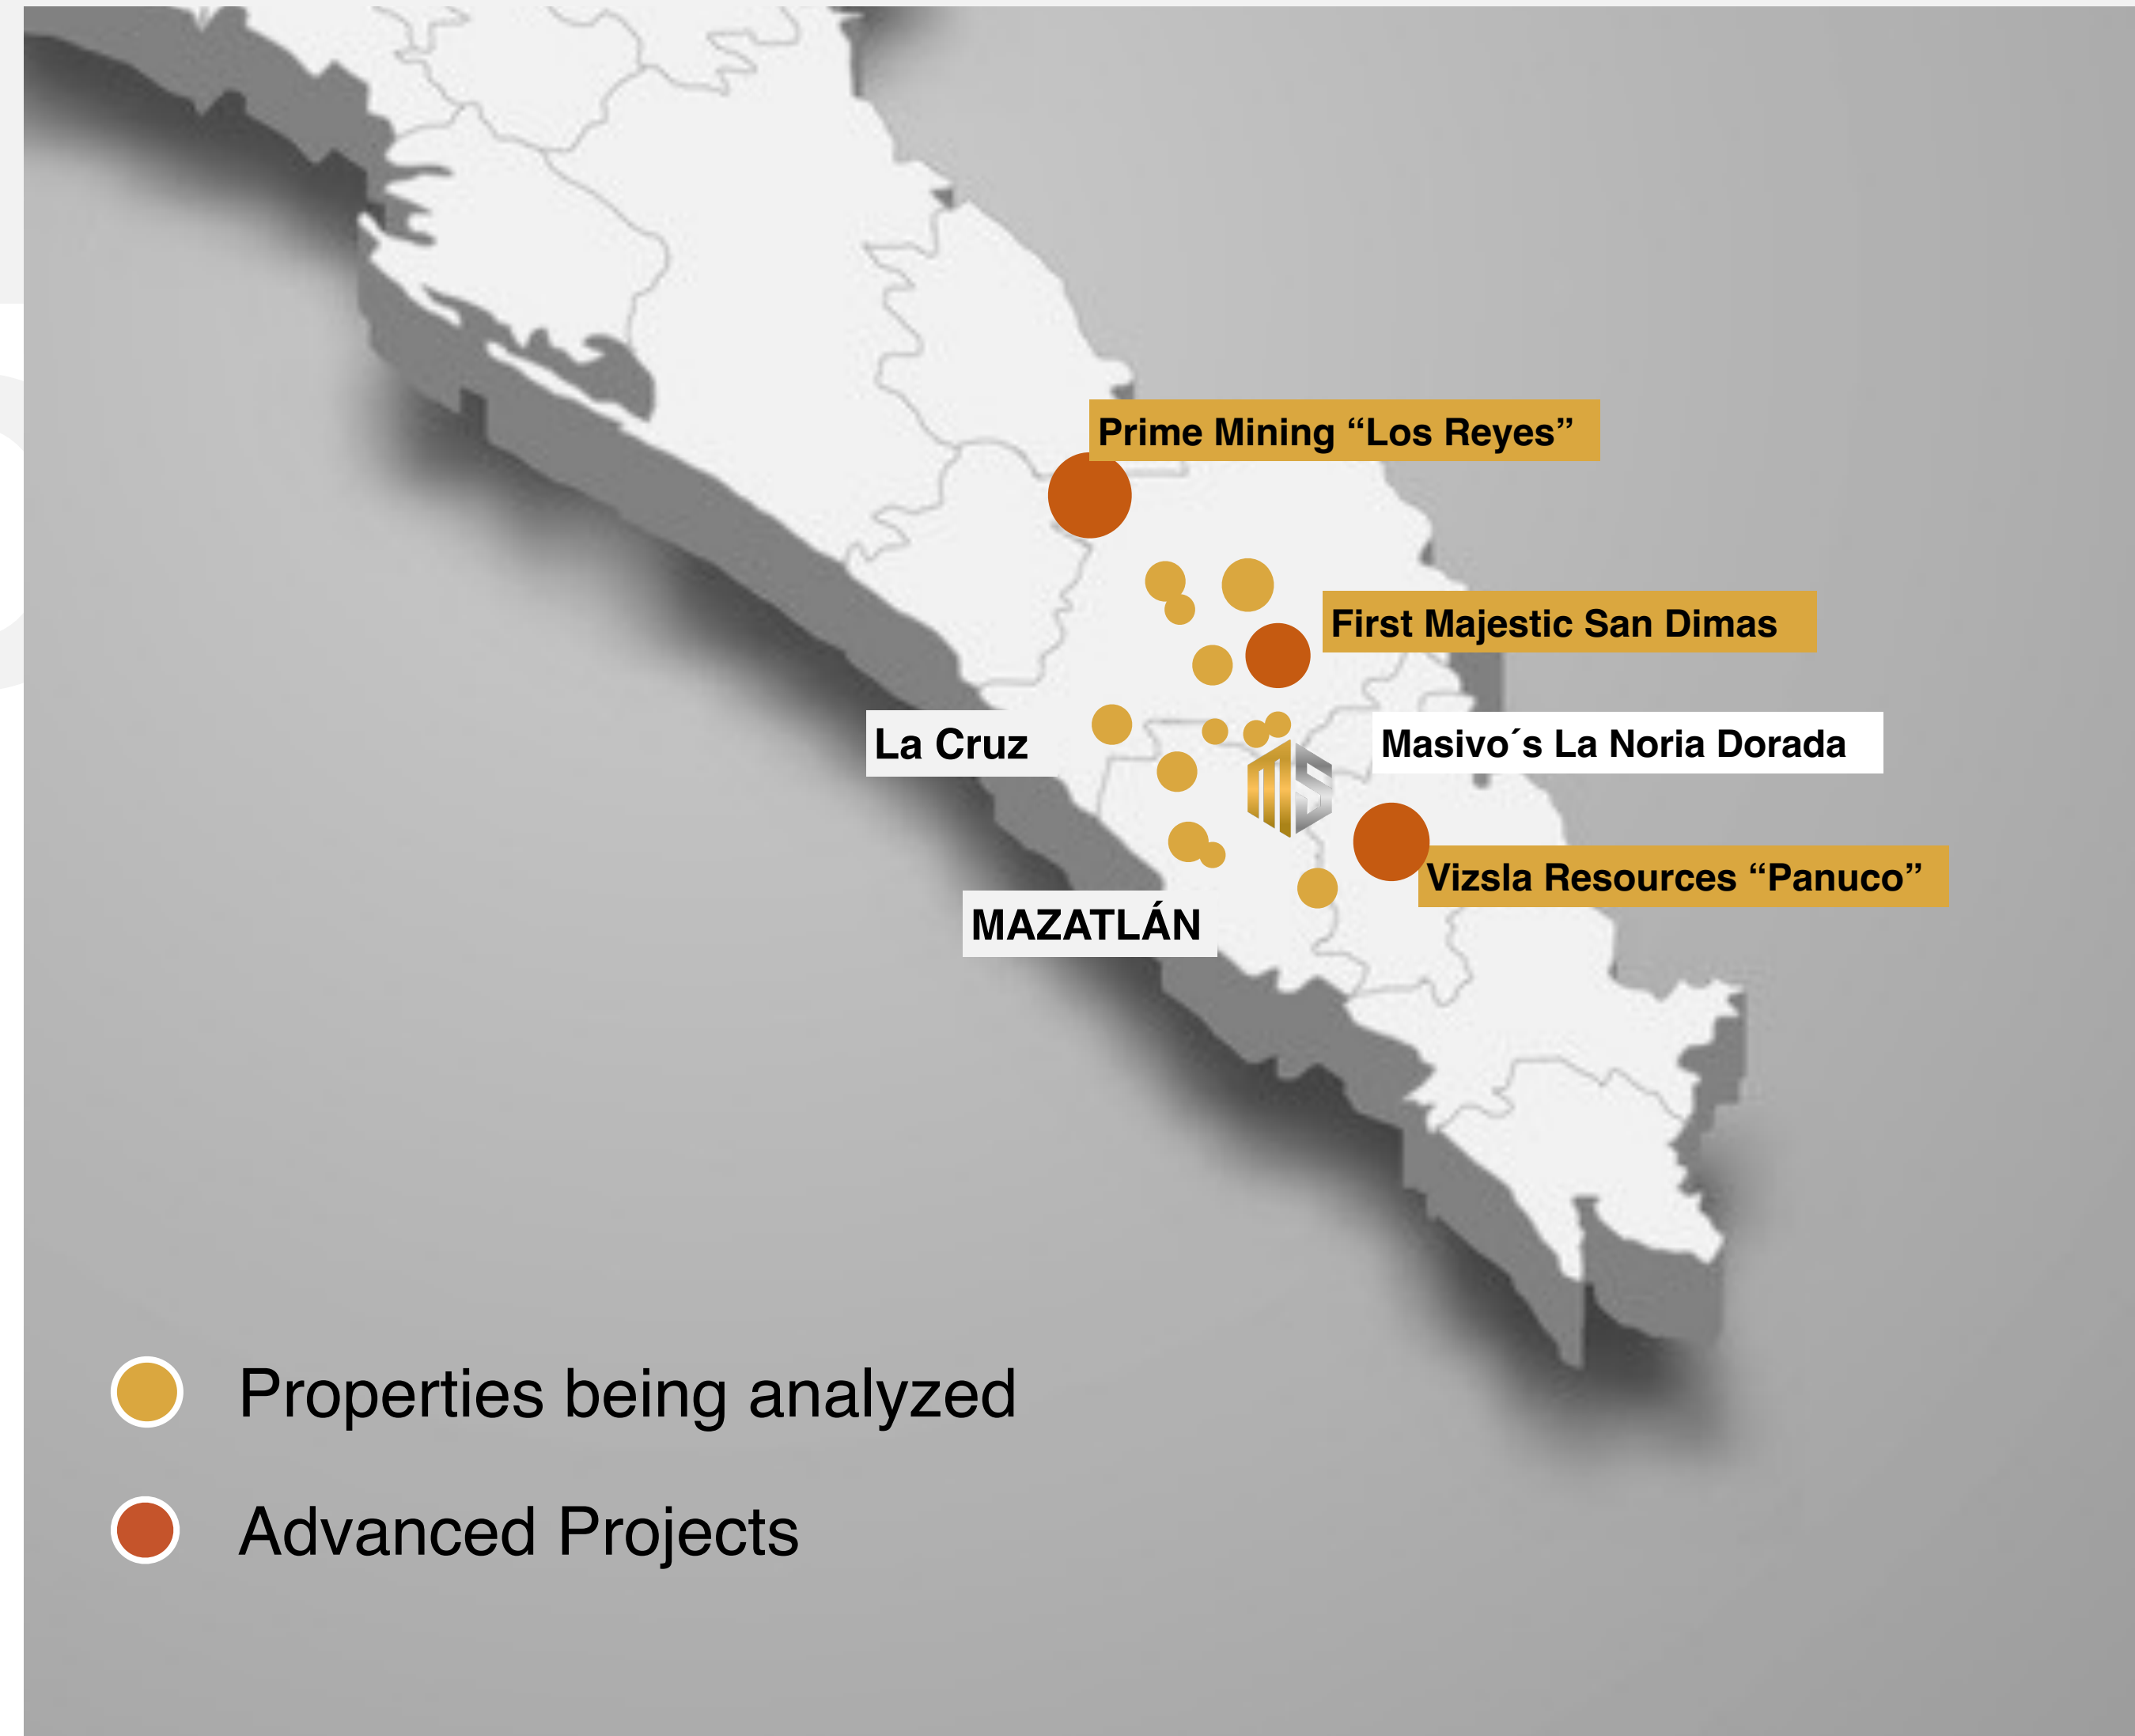 Prime Mining “Los Reyes”
First Majestic San Dimas
La Cruz
Masivo´s La Noria Dorada
Vizsla Resources “Panuco”
MAZATLÁN
Properties being analyzed
Advanced Projects